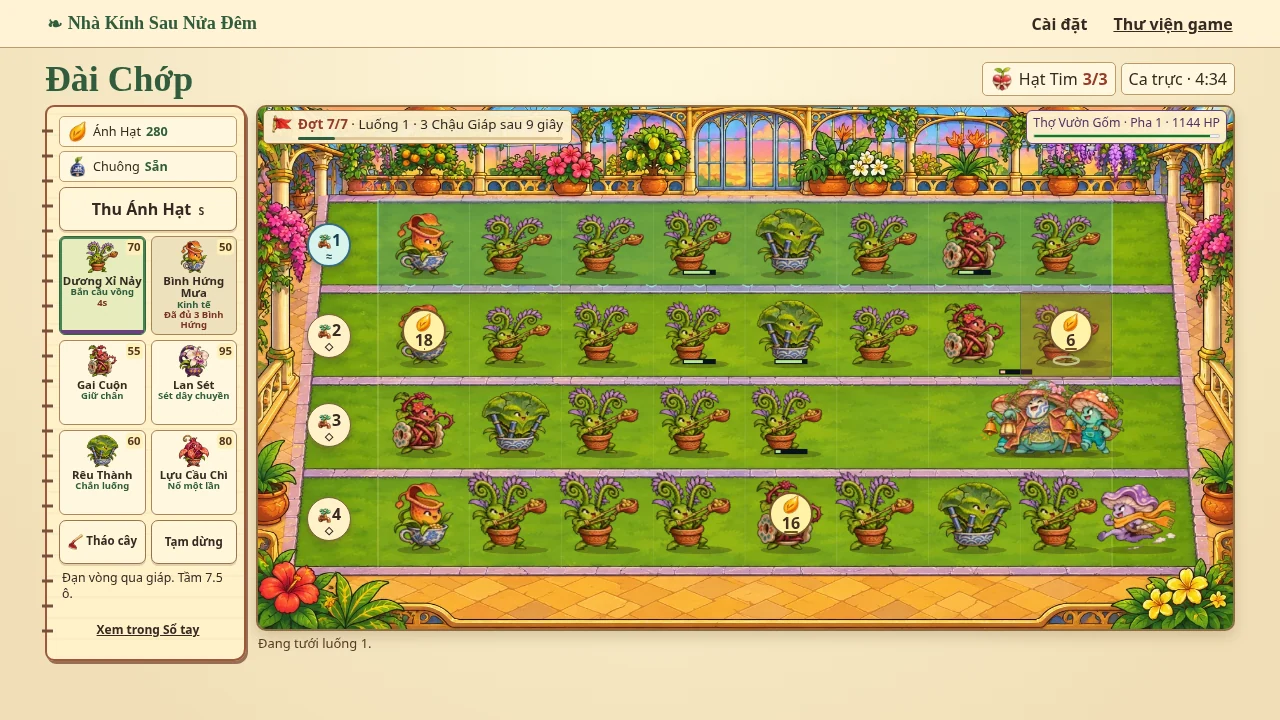 ❧ Nhà Kính Sau Nửa Đêm
Cài đặt
Thư viện game
Đài Chớp
Hạt Tim 3/3
Ca trực · 4:34
Ánh Hạt 280
Chuông Sẵn
Thu Ánh Hạt S
70
Dương Xỉ Nảy
Bắn cầu vồng
4s
50
Bình Hứng Mưa
Kinh tế
Đã đủ 3 Bình Hứng
55
Gai Cuộn
Giữ chân
95
Lan Sét
Sét dây chuyền
60
Rêu Thành
Chắn luống
80
Lựu Cầu Chì
Nổ một lần
Tháo cây
Tạm dừng
Đạn vòng qua giáp. Tầm 7.5 ô.
Xem trong Sổ tay
Đợt 7/7 · Luống 1 · 3 Chậu Giáp sau 9 giây
Thợ Vườn Gốm · Pha 1 · 1144 HP
1
2
18
6
3
4
16
Đang tưới luống 1.